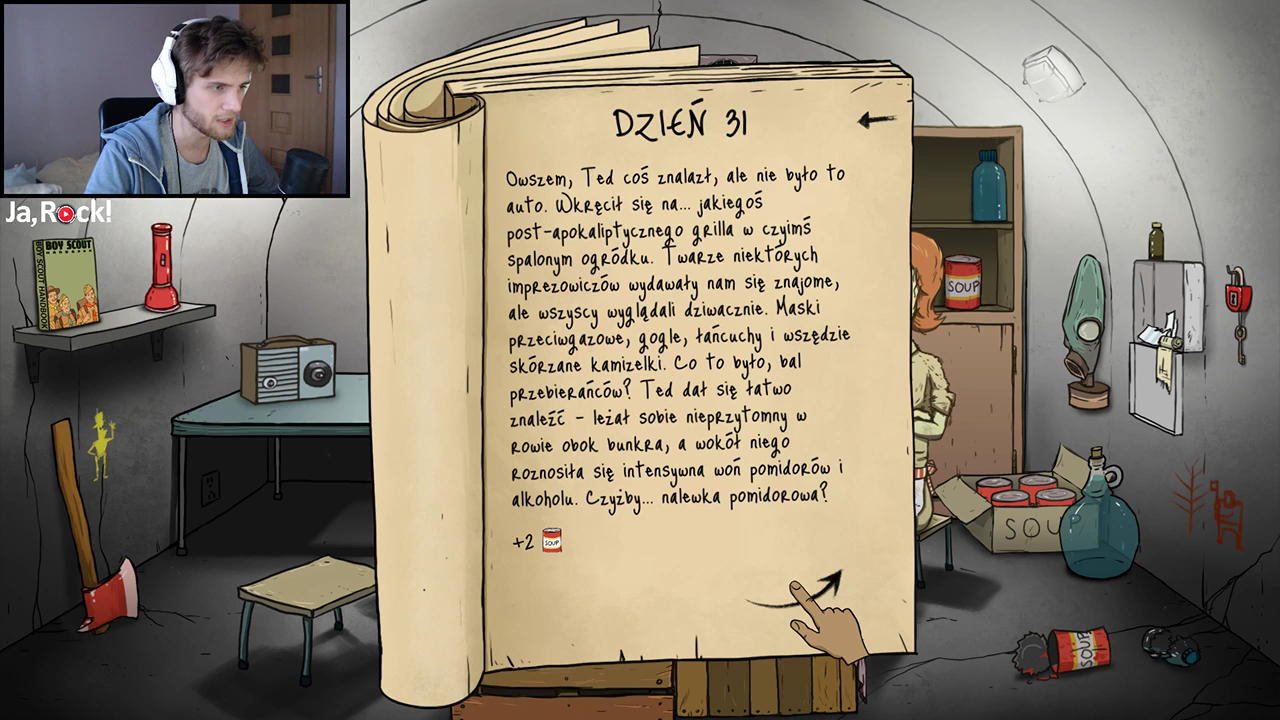 Ja, Rock!
BOY SCOUT
BOY SCOUT HANDBOOK
DZIEŃ 31
Owszem, Ted coś znalazł, ale nie było to
auto. Wkręcił się na... jakiegoś
post-apokaliptycznego grilla w czyimś
spalonym ogródku. Twarze niektórych
imprezowiczów wydawały nam się znajome,
ale wszyscy wyglądali dziwacznie. Maski
przeciwgazowe, gogle, łańcuchy i wszędzie
skórzane kamizelki. Co to było, bal
przebierańców? Ted dał się łatwo
znaleźć – leżał sobie nieprzytomny w
rowie obok bunkra, a wokół niego
roznosiła się intensywna woń pomidorów i
alkoholu. Czyżby... nalewka pomidorowa?
+2 SOUP
SOUP
SOUP
SOUP